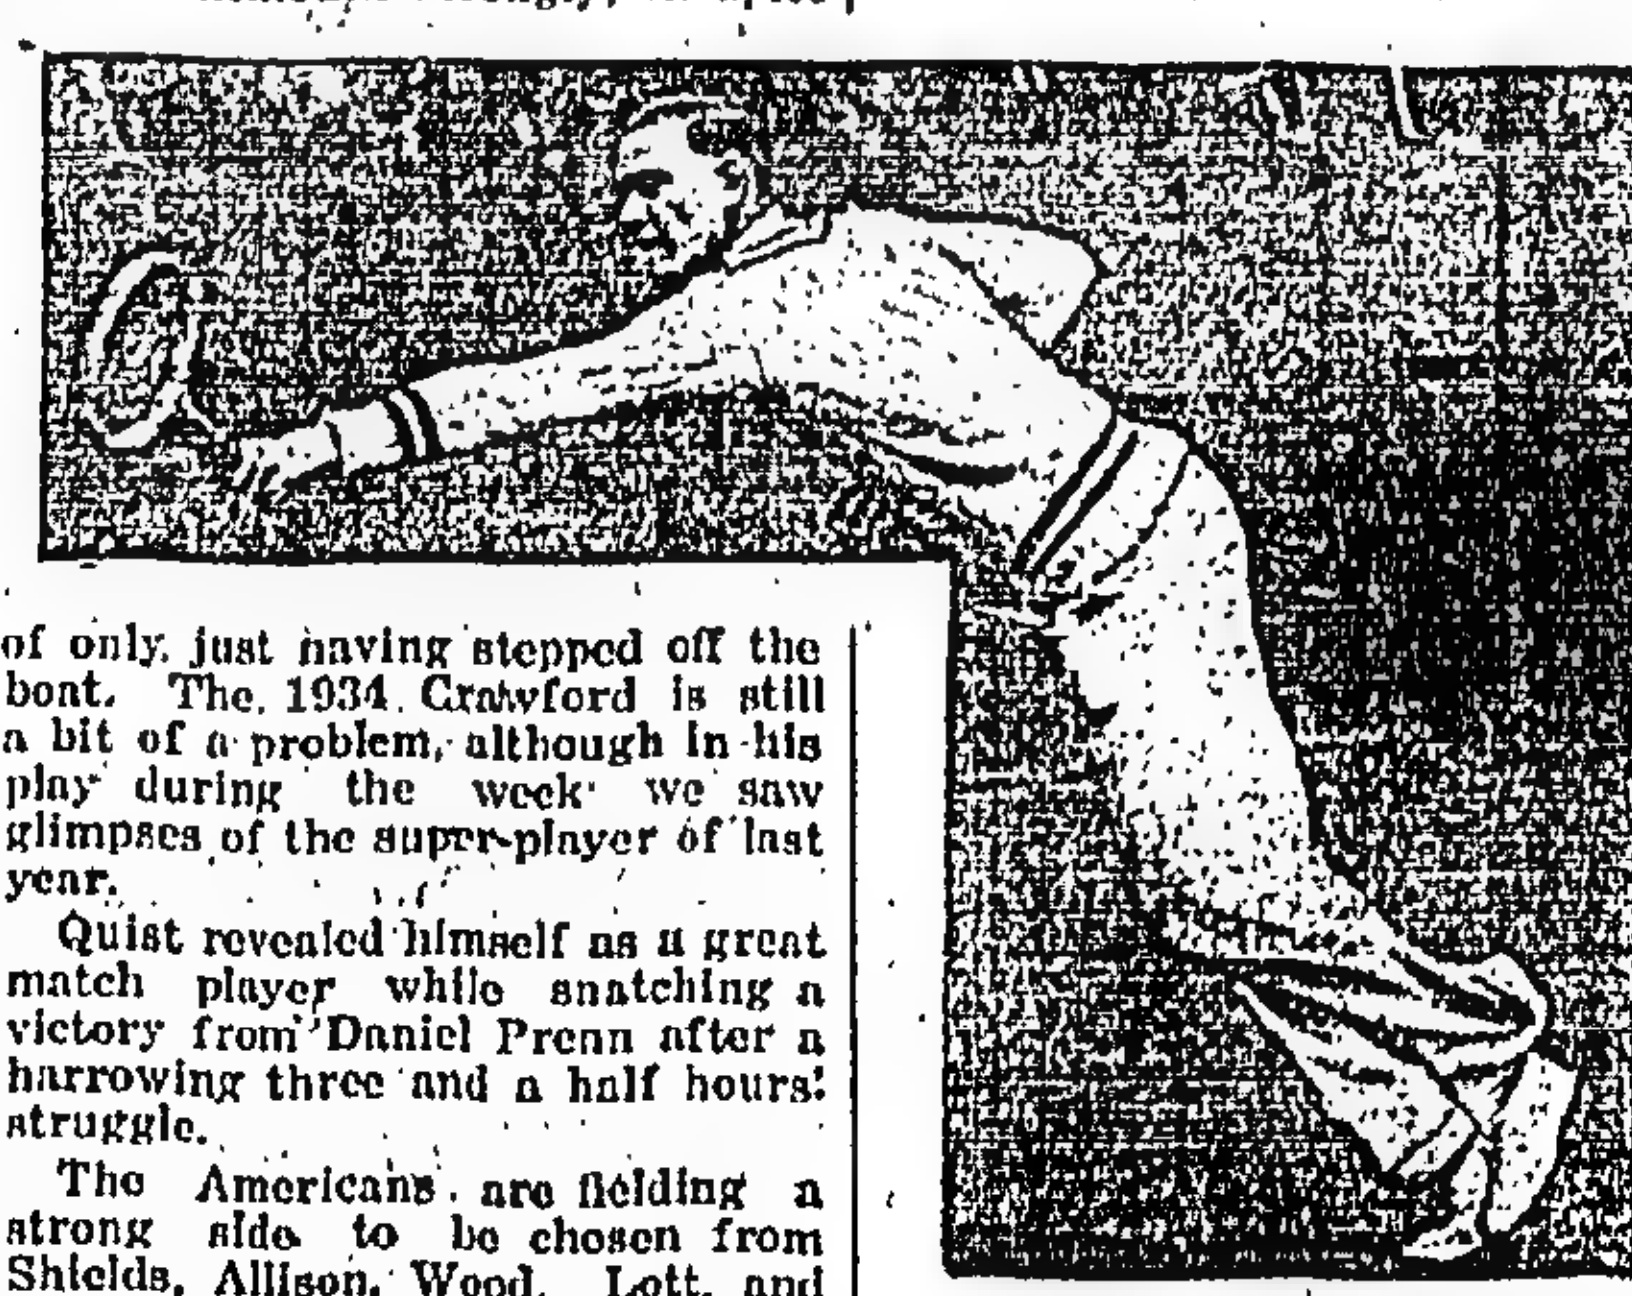 of only just having stepped off the
boat. The 1934 Crawford is still
a bit of a problem, although in his
play during the week we saw
glimpses of the super-player of last
year.
Quist revealed himself as a great
match player while snatching a
victory from Daniel Prenn after a
harrowing three and a half hours'
struggle.
The Americans are fielding a
strong side to be chosen from
Shields, Allison, Wood, Lott, and